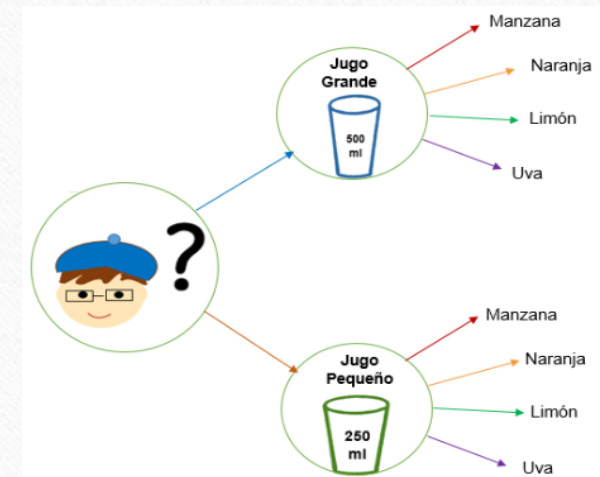 Manzana
Jugo
Grande
Naranja
500
ml
Limón
Uva
?
Jugo
Pequeño
Manzana
Naranja
250
ml
Limón
Uva